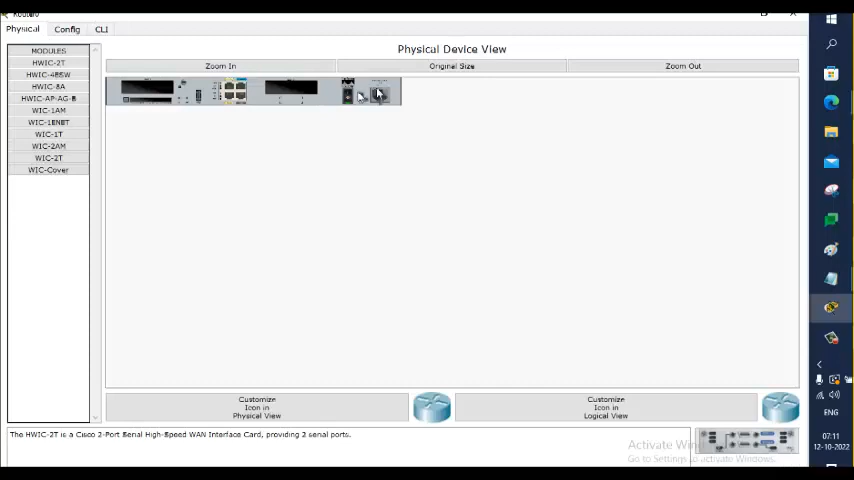 Router0
Physical
Config
CLI
MODULES
HWIC-2T
HWIC-4ESW
HWIC-8A
HWIC-AP-AG-B
WIC-1AM
WIC-1ENET
WIC-1T
WIC-2AM
WIC-2T
WIC-Cover
Physical Device View
Zoom In
Original Size
Zoom Out
Customize
Icon in
Physical View
Customize
Icon in
Logical View
The HWIC-2T is a Cisco 2-Port Serial High-Speed WAN Interface Card, providing 2 serial ports.
Activate Win
Go to Settings to activate Windows.
ENG
07:11
12-10-2022